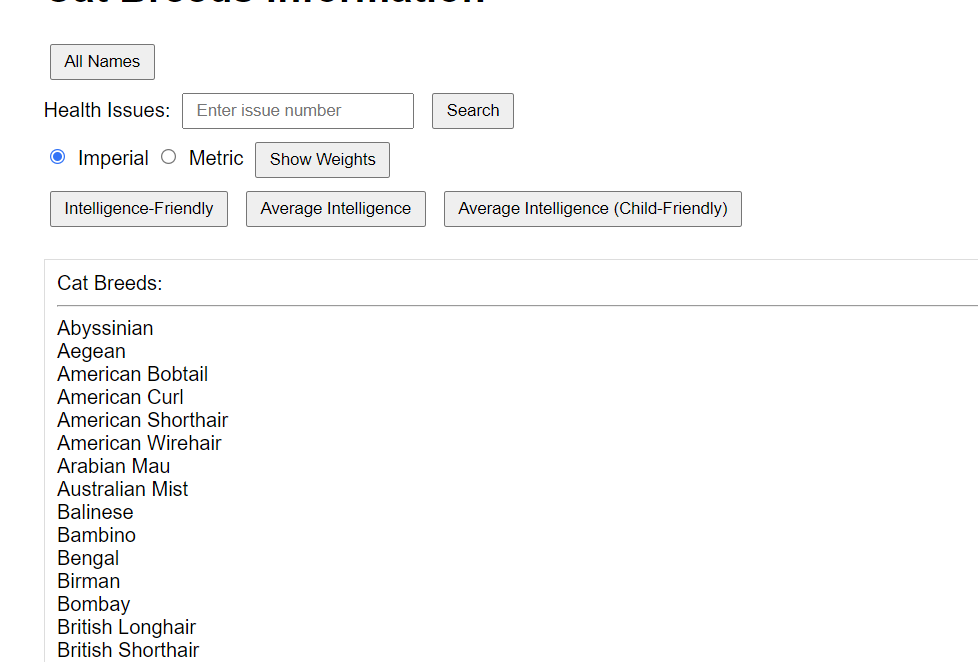 Cat Breeds Information
All Names
Health Issues: Enter issue number Search
Imperial Metric Show Weights
Intelligence-Friendly Average Intelligence Average Intelligence (Child-Friendly)
Cat Breeds:
Abyssinian
Aegean
American Bobtail
American Curl
American Shorthair
American Wirehair
Arabian Mau
Australian Mist
Balinese
Bambino
Bengal
Birman
Bombay
British Longhair
British Shorthair